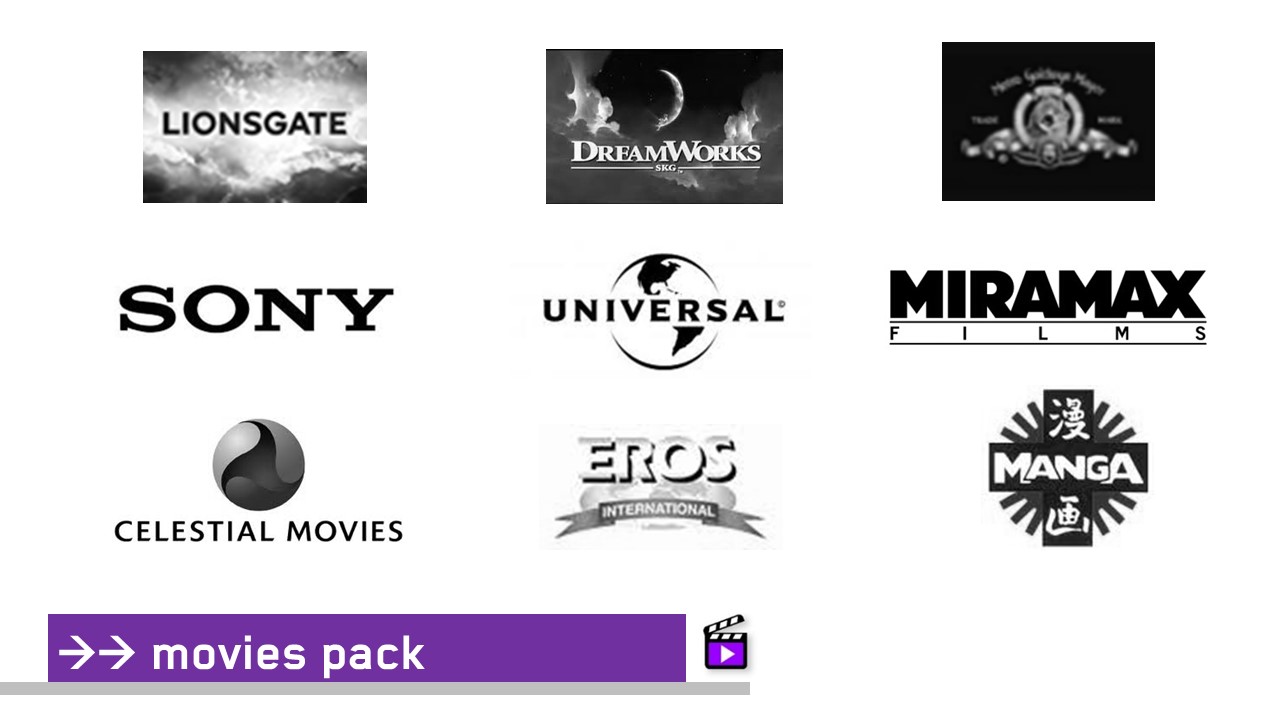 LIONSGATE
DREAMWORKS
SKG
Metro Goldwyn Mayer
TRADE MARK
SONY
UNIVERSAL©
MIRAMAX
FILMS
CELESTIAL MOVIES
EROS
INTERNATIONAL
漫
MANGA
画
→→ movies pack